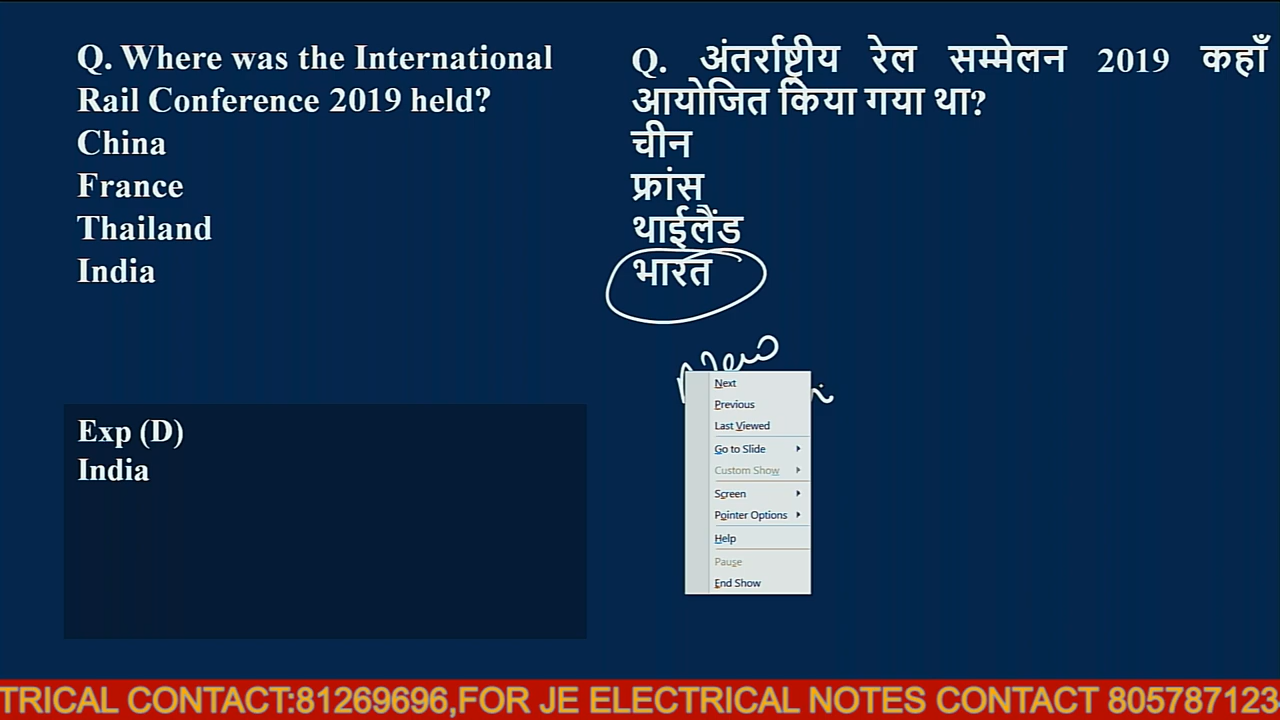 Q. Where was the International
Rail Conference 2019 held?
China
France
Thailand
India
Q. अंतर्राष्ट्रीय रेल सम्मेलन 2019 कहाँ
आयोजित किया गया था?
चीन
फ्रांस
थाईलैंड
भारत
New
Next
Previous
Last Viewed
Go to Slide
Custom Show
Screen
Pointer Options
Help
Pause
End Show
Exp (D)
India
TRICAL CONTACT:81269696,FOR JE ELECTRICAL NOTES CONTACT 805787123